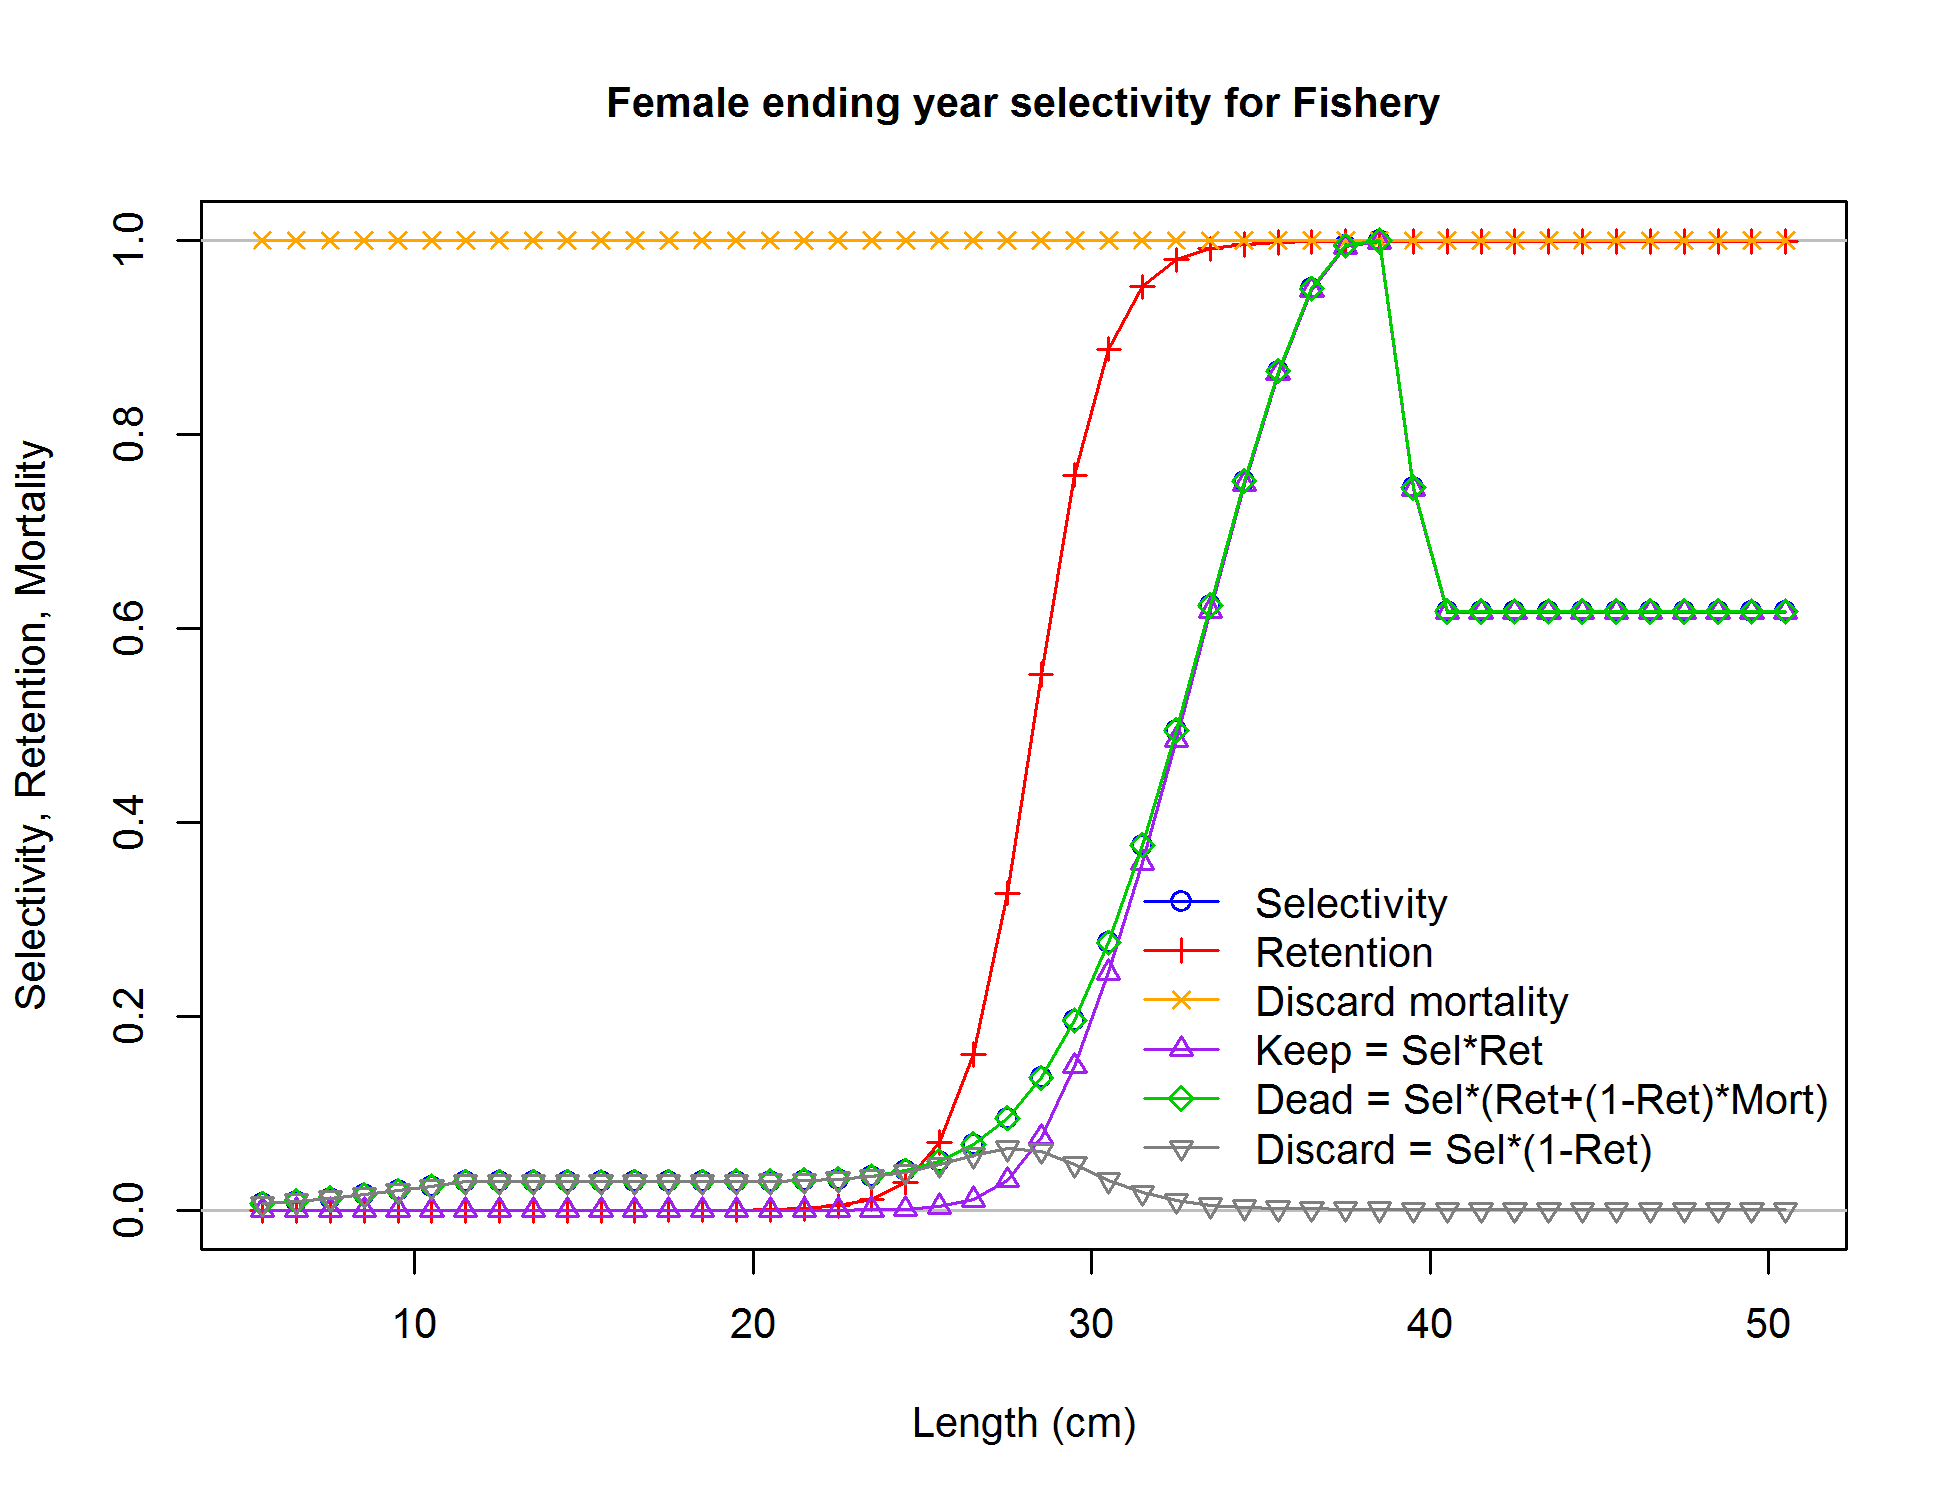 Female ending year selectivity for Fishery
Selectivity, Retention, Mortality
1.0
0.8
0.6
0.4
0.2
0.0
Selectivity
Retention
Discard mortality
Keep = Sel*Ret
Dead = Sel*(Ret+(1-Ret)*Mort)
Discard = Sel*(1-Ret)
10 20 30 40 50
Length (cm)